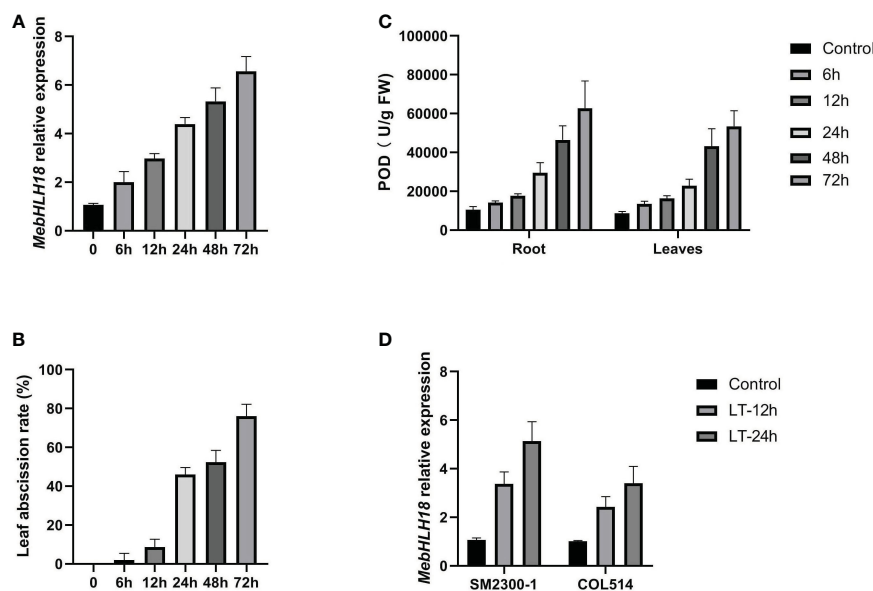 A
MebHLH18 relative expression
8
6
4
2
0
0 6h 12h 24h 48h 72h
C
POD ( U/g FW)
100000
80000
60000
40000
20000
0
Root Leaves
Control
6h
12h
24h
48h
72h
B
Leaf abscission rate (%)
100
80
60
40
20
0
0 6h 12h 24h 48h 72h
D
MebHLH18 relative expression
8
6
4
2
0
SM2300-1 COL514
Control
LT-12h
LT-24h